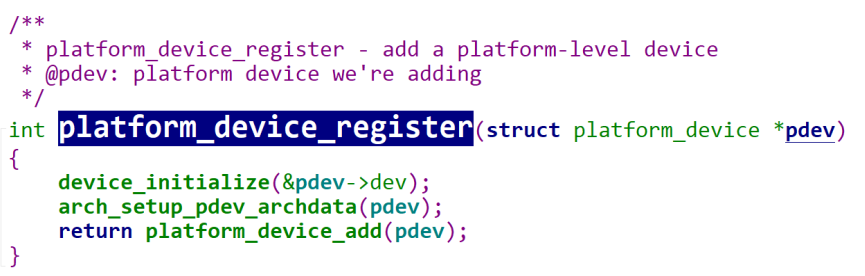 /**
 * platform_device_register - add a platform-level device
 * @pdev: platform device we're adding
 */
int platform_device_register(struct platform_device *pdev)
{
    device_initialize(&pdev->dev);
    arch_setup_pdev_archdata(pdev);
    return platform_device_add(pdev);
}